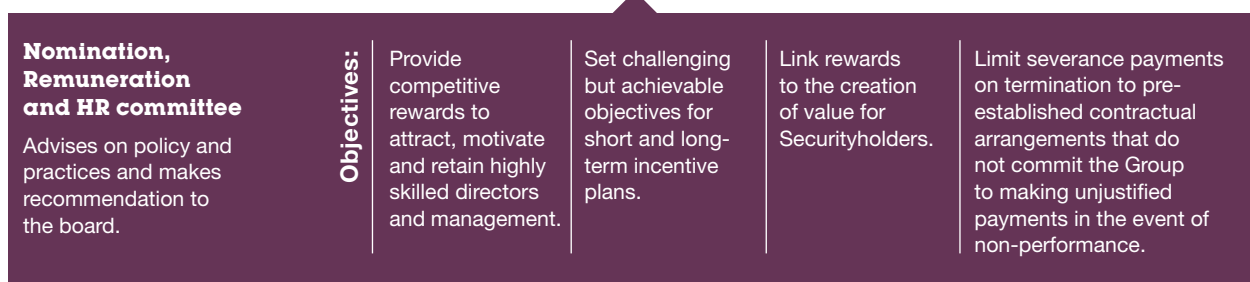 Nomination,
Remuneration
and HR committee
Advises on policy and
practices and makes
recommendation to
the board.
Objectives:
Provide
competitive
rewards to
attract, motivate
and retain highly
skilled directors
and management.
Set challenging
but achievable
objectives for
short and long-
term incentive
plans.
Link rewards
to the creation
of value for
Securityholders.
Limit severance payments
on termination to pre-
established contractual
arrangements that do
not commit the Group
to making unjustified
payments in the event of
non-performance.